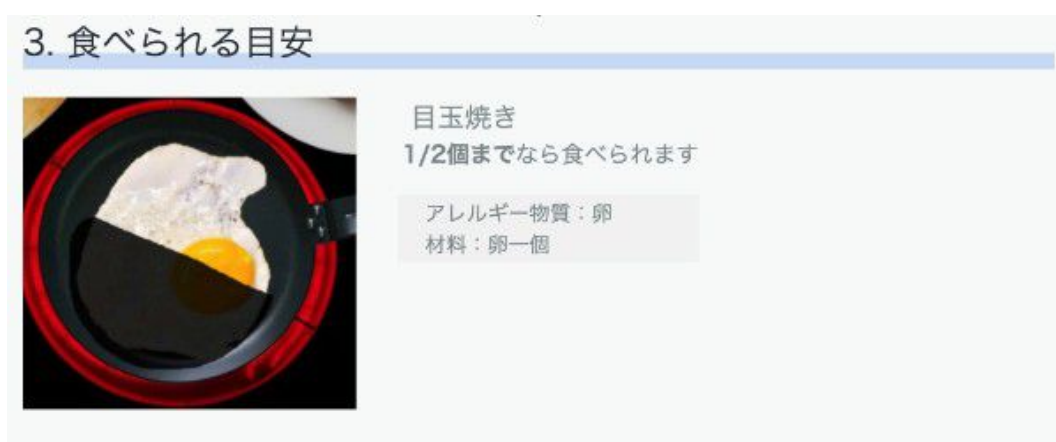 3. 食べられる目安
目玉焼き
1/2個までなら食べられます
アレルギー物質：卵
材料：卵一個